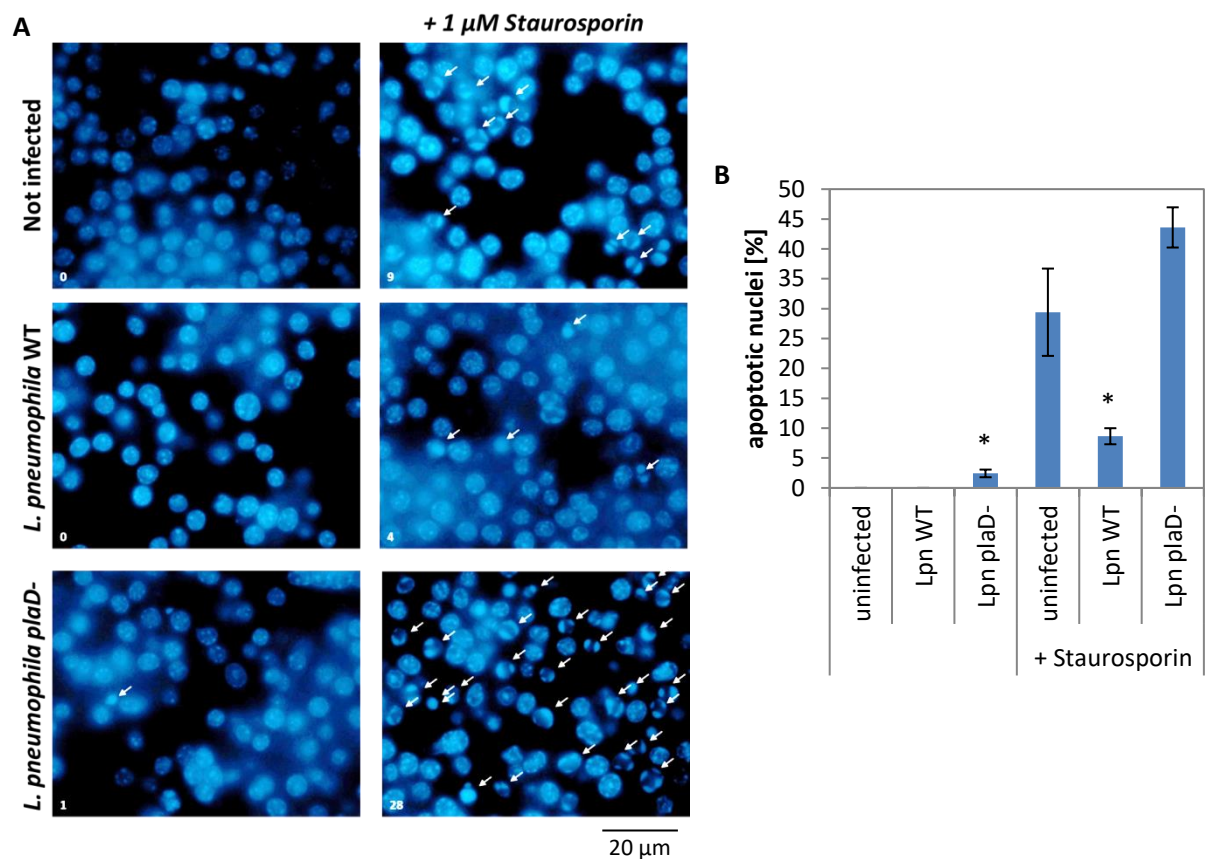 A
+ 1 µM Staurosporin
Not infected
0
9
L. pneumophila WT
0
4
L. pneumophila plaD-
1
28
20 µm
B
apoptotic nuclei [%]
50
45
40
35
30
25
20
15
10
5
0
*
*
uninfected
Lpn WT
Lpn plaD-
uninfected
Lpn WT
Lpn plaD-
+ Staurosporin